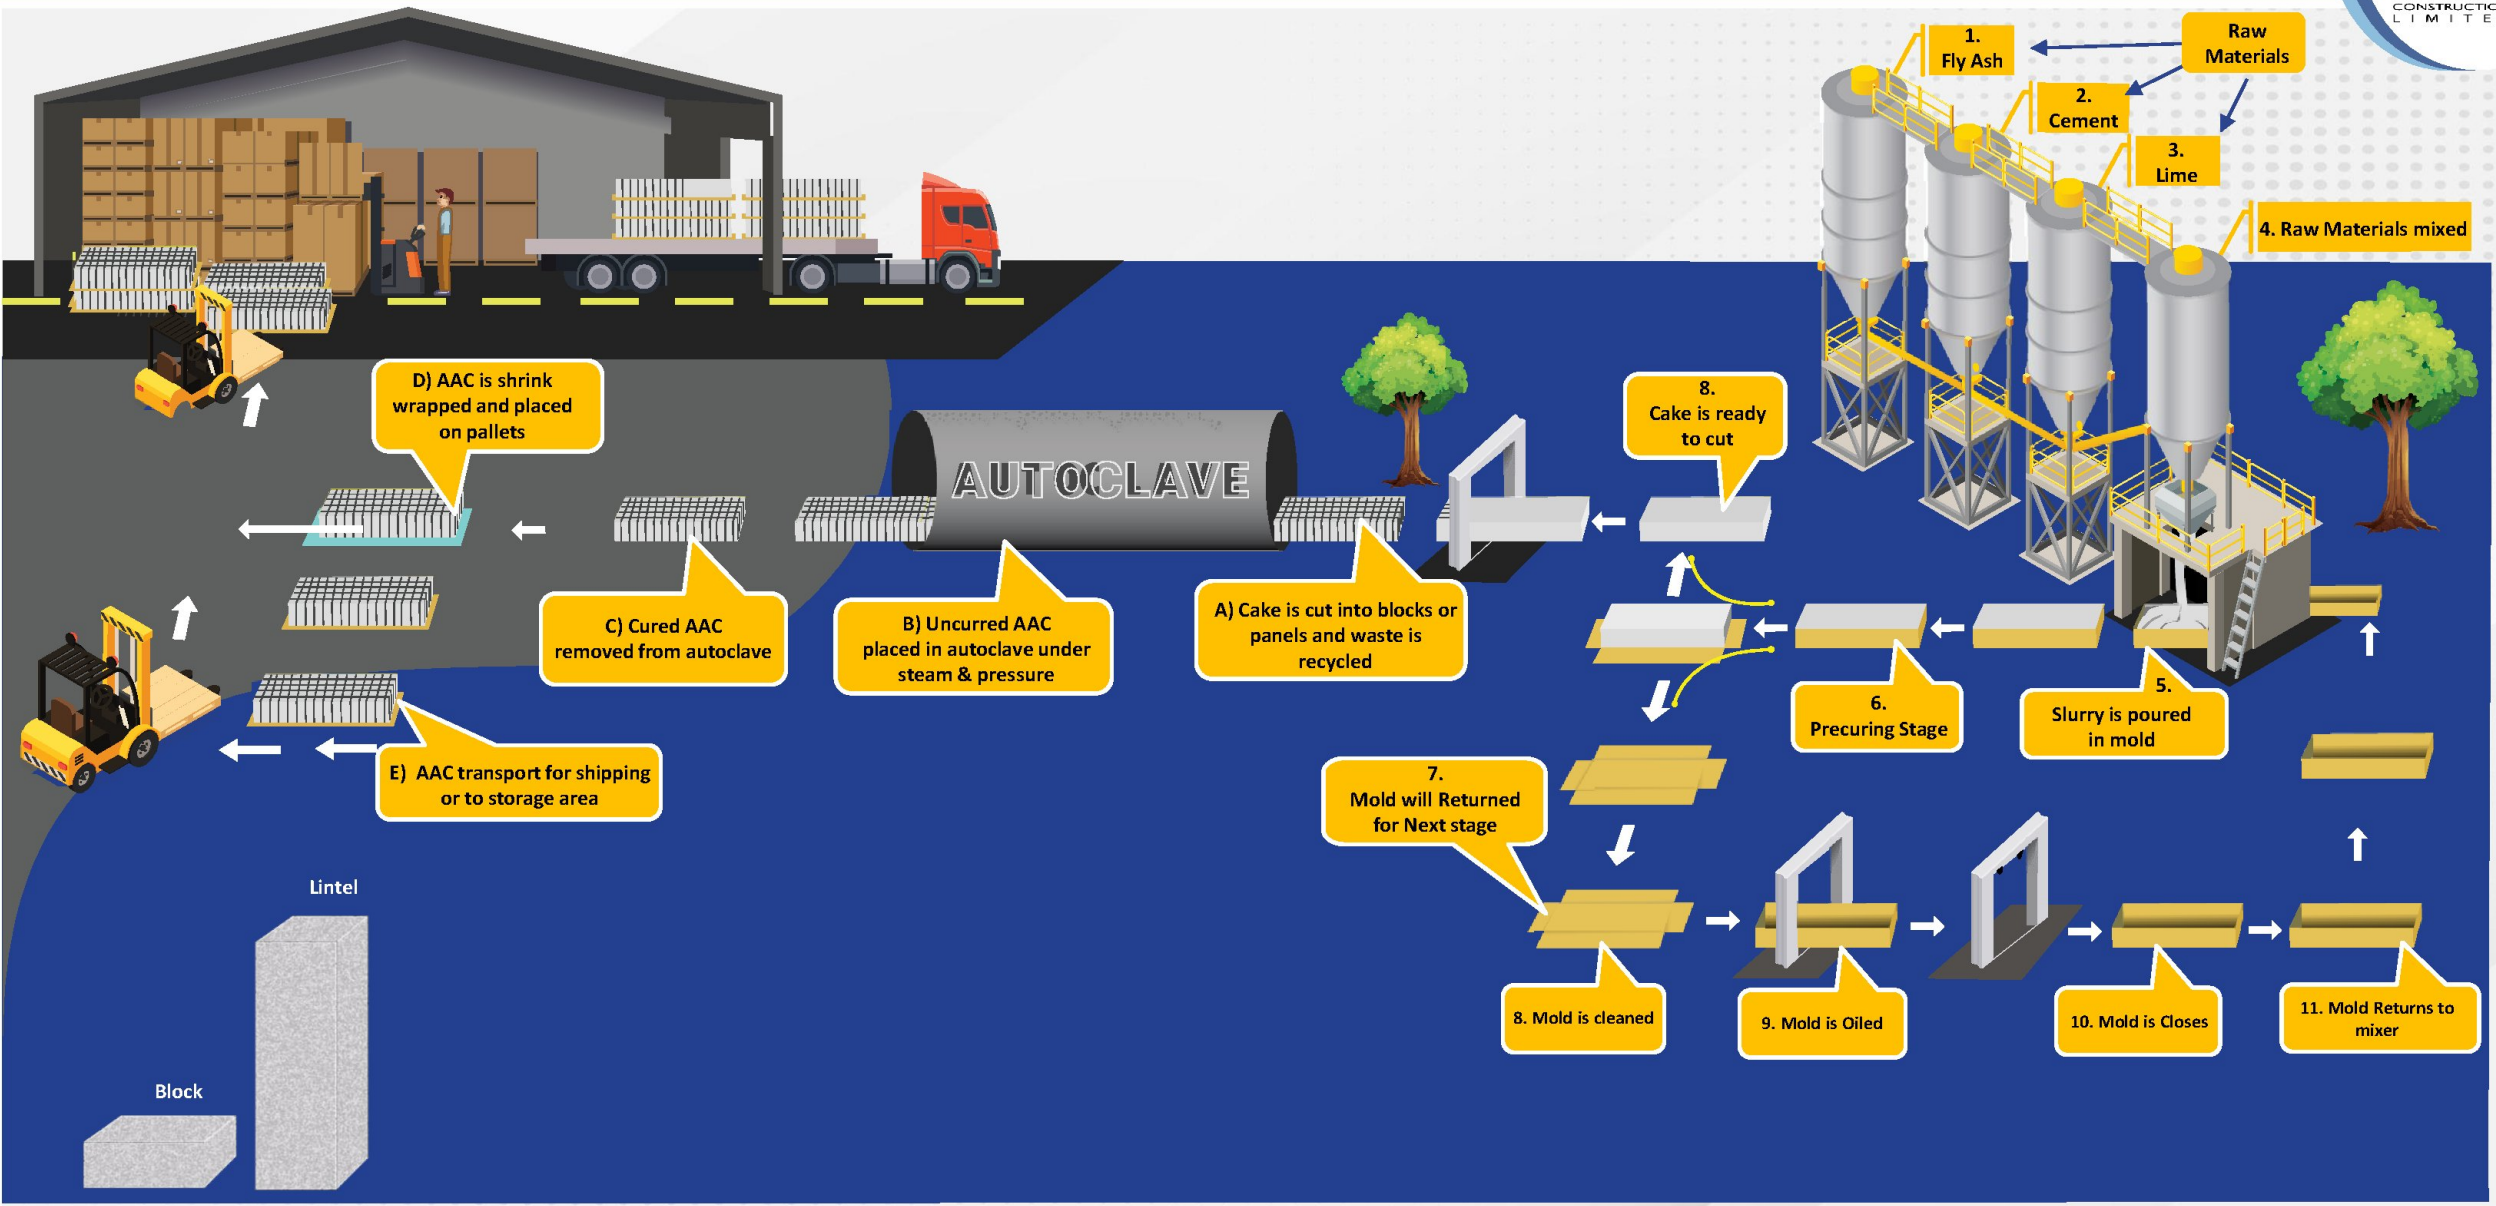 CONSTRUCTIC
LIMITE
Raw
Materials
1.
Fly Ash
2.
Cement
3.
Lime
4. Raw Materials mixed
8.
Cake is ready
to cut
D) AAC is shrink
wrapped and placed
on pallets
AUTOCLAVE
A) Cake is cut into blocks or
panels and waste is
recycled
B) Uncurred AAC
placed in autoclave under
steam & pressure
C) Cured AAC
removed from autoclave
5.
Slurry is poured
in mold
6.
Precuring Stage
7.
Mold will Returned
for Next stage
E) AAC transport for shipping
or to storage area
8. Mold is cleaned
9. Mold is Oiled
10. Mold is Closes
11. Mold Returns to
mixer
Lintel
Block